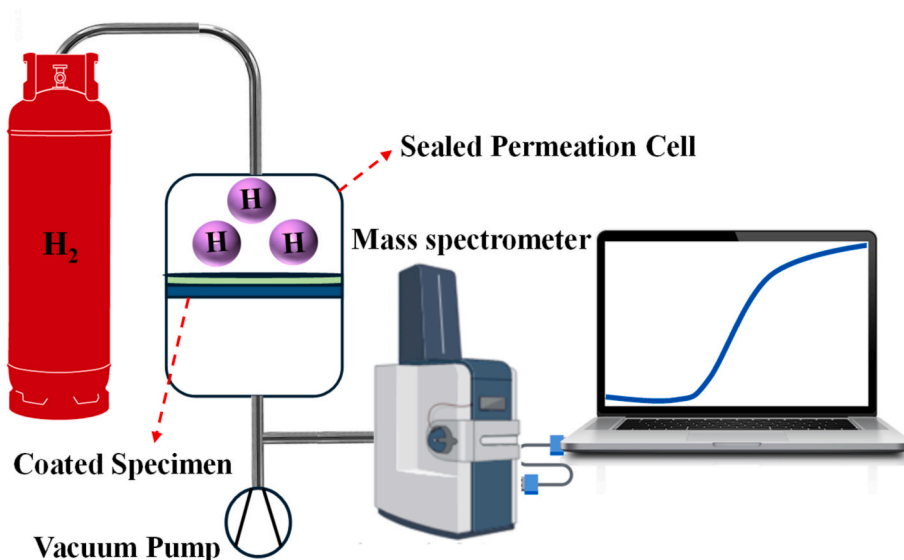 H₂
H
H
H
Sealed Permeation Cell
Mass spectrometer
Coated Specimen
Vacuum Pump